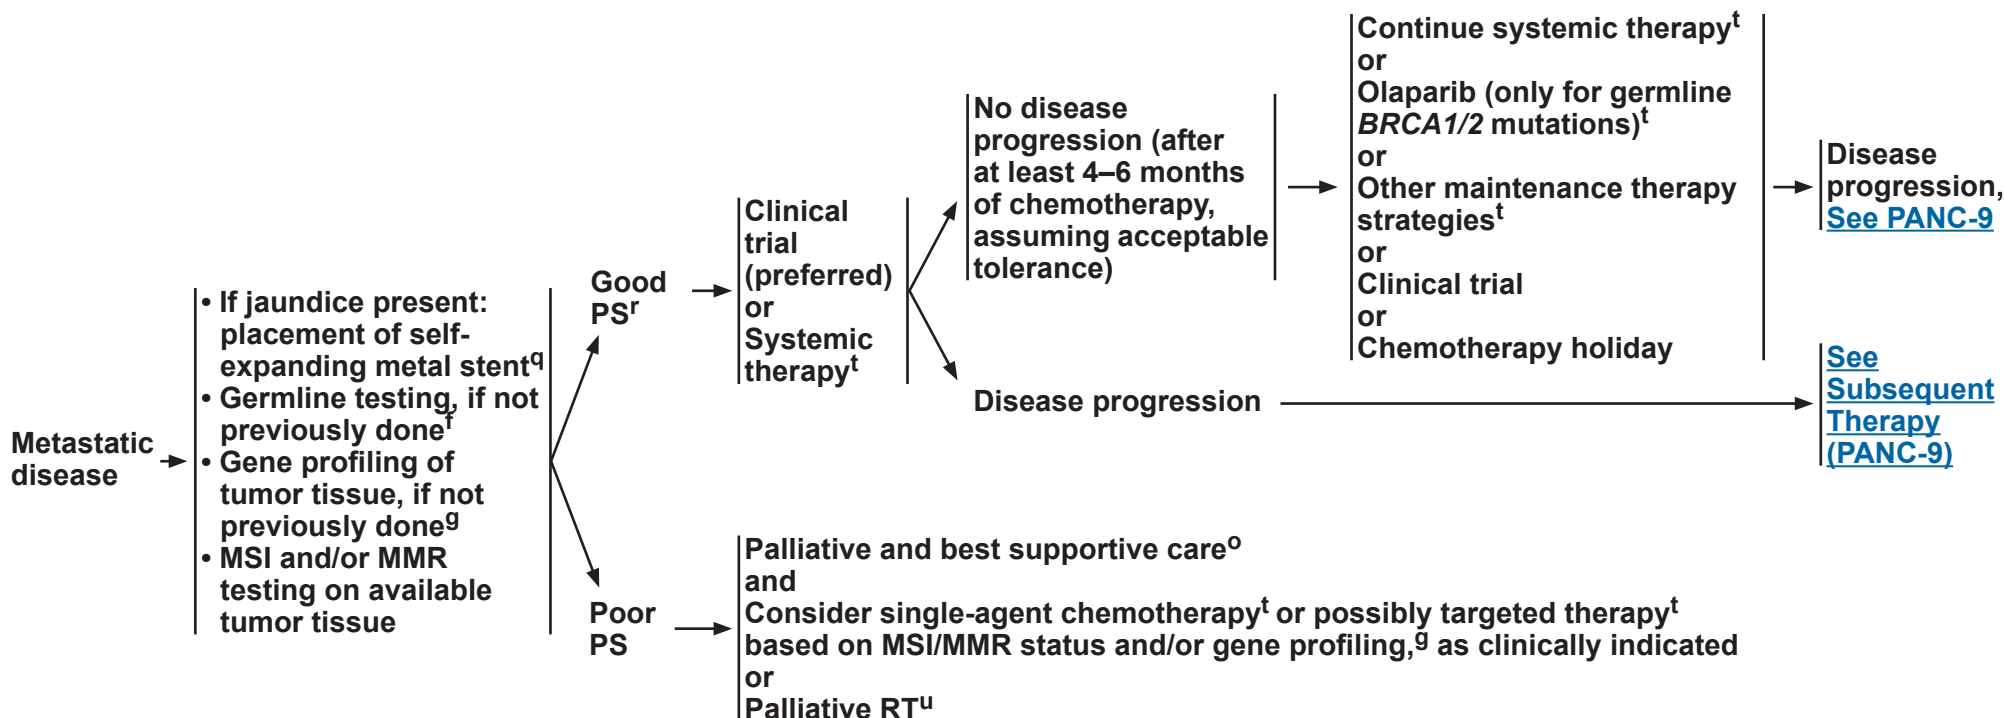 Metastatic
disease
• If jaundice present:
placement of self-
expanding metal stentq
• Germline testing, if not
previously donef
• Gene profiling of
tumor tissue, if not
previously doneg
• MSI and/or MMR
testing on available
tumor tissue
Good
PSr
Clinical
trial
(preferred)
or
Systemic
therapyt
No disease
progression (after
at least 4–6 months
of chemotherapy,
assuming acceptable
tolerance)
Continue systemic therapyt
or
Olaparib (only for germline
BRCA1/2 mutations)t
or
Other maintenance therapy
strategiest
or
Clinical trial
or
Chemotherapy holiday
Disease
progression,
See PANC-9
Disease progression
See
Subsequent
Therapy
(PANC-9)
Poor
PS
Palliative and best supportive careo
and
Consider single-agent chemotherapyt or possibly targeted therapyt
based on MSI/MMR status and/or gene profiling,g as clinically indicated
or
Palliative RTu